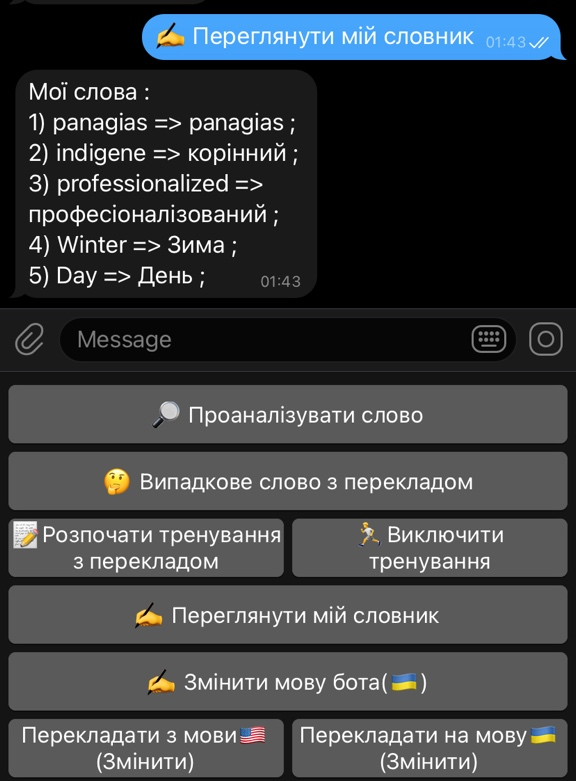 ✍️ Переглянути мій словник 01:43
Мої слова :
1) panagias => panagias ;
2) indigene => корінний ;
3) professionalized =>
професіоналізований ;
4) Winter => Зима ;
5) Day => День ; 01:43
Message
🔎 Проаналізувати слово
🤔 Випадкове слово з перекладом
📝Розпочати тренування
з перекладом
🏃Виключити
тренування
✍️ Переглянути мій словник
✍️ Змінити мову бота(🇺🇦)
Перекладати з мови🇺🇸
(Змінити)
Перекладати на мову🇺🇦
(Змінити)